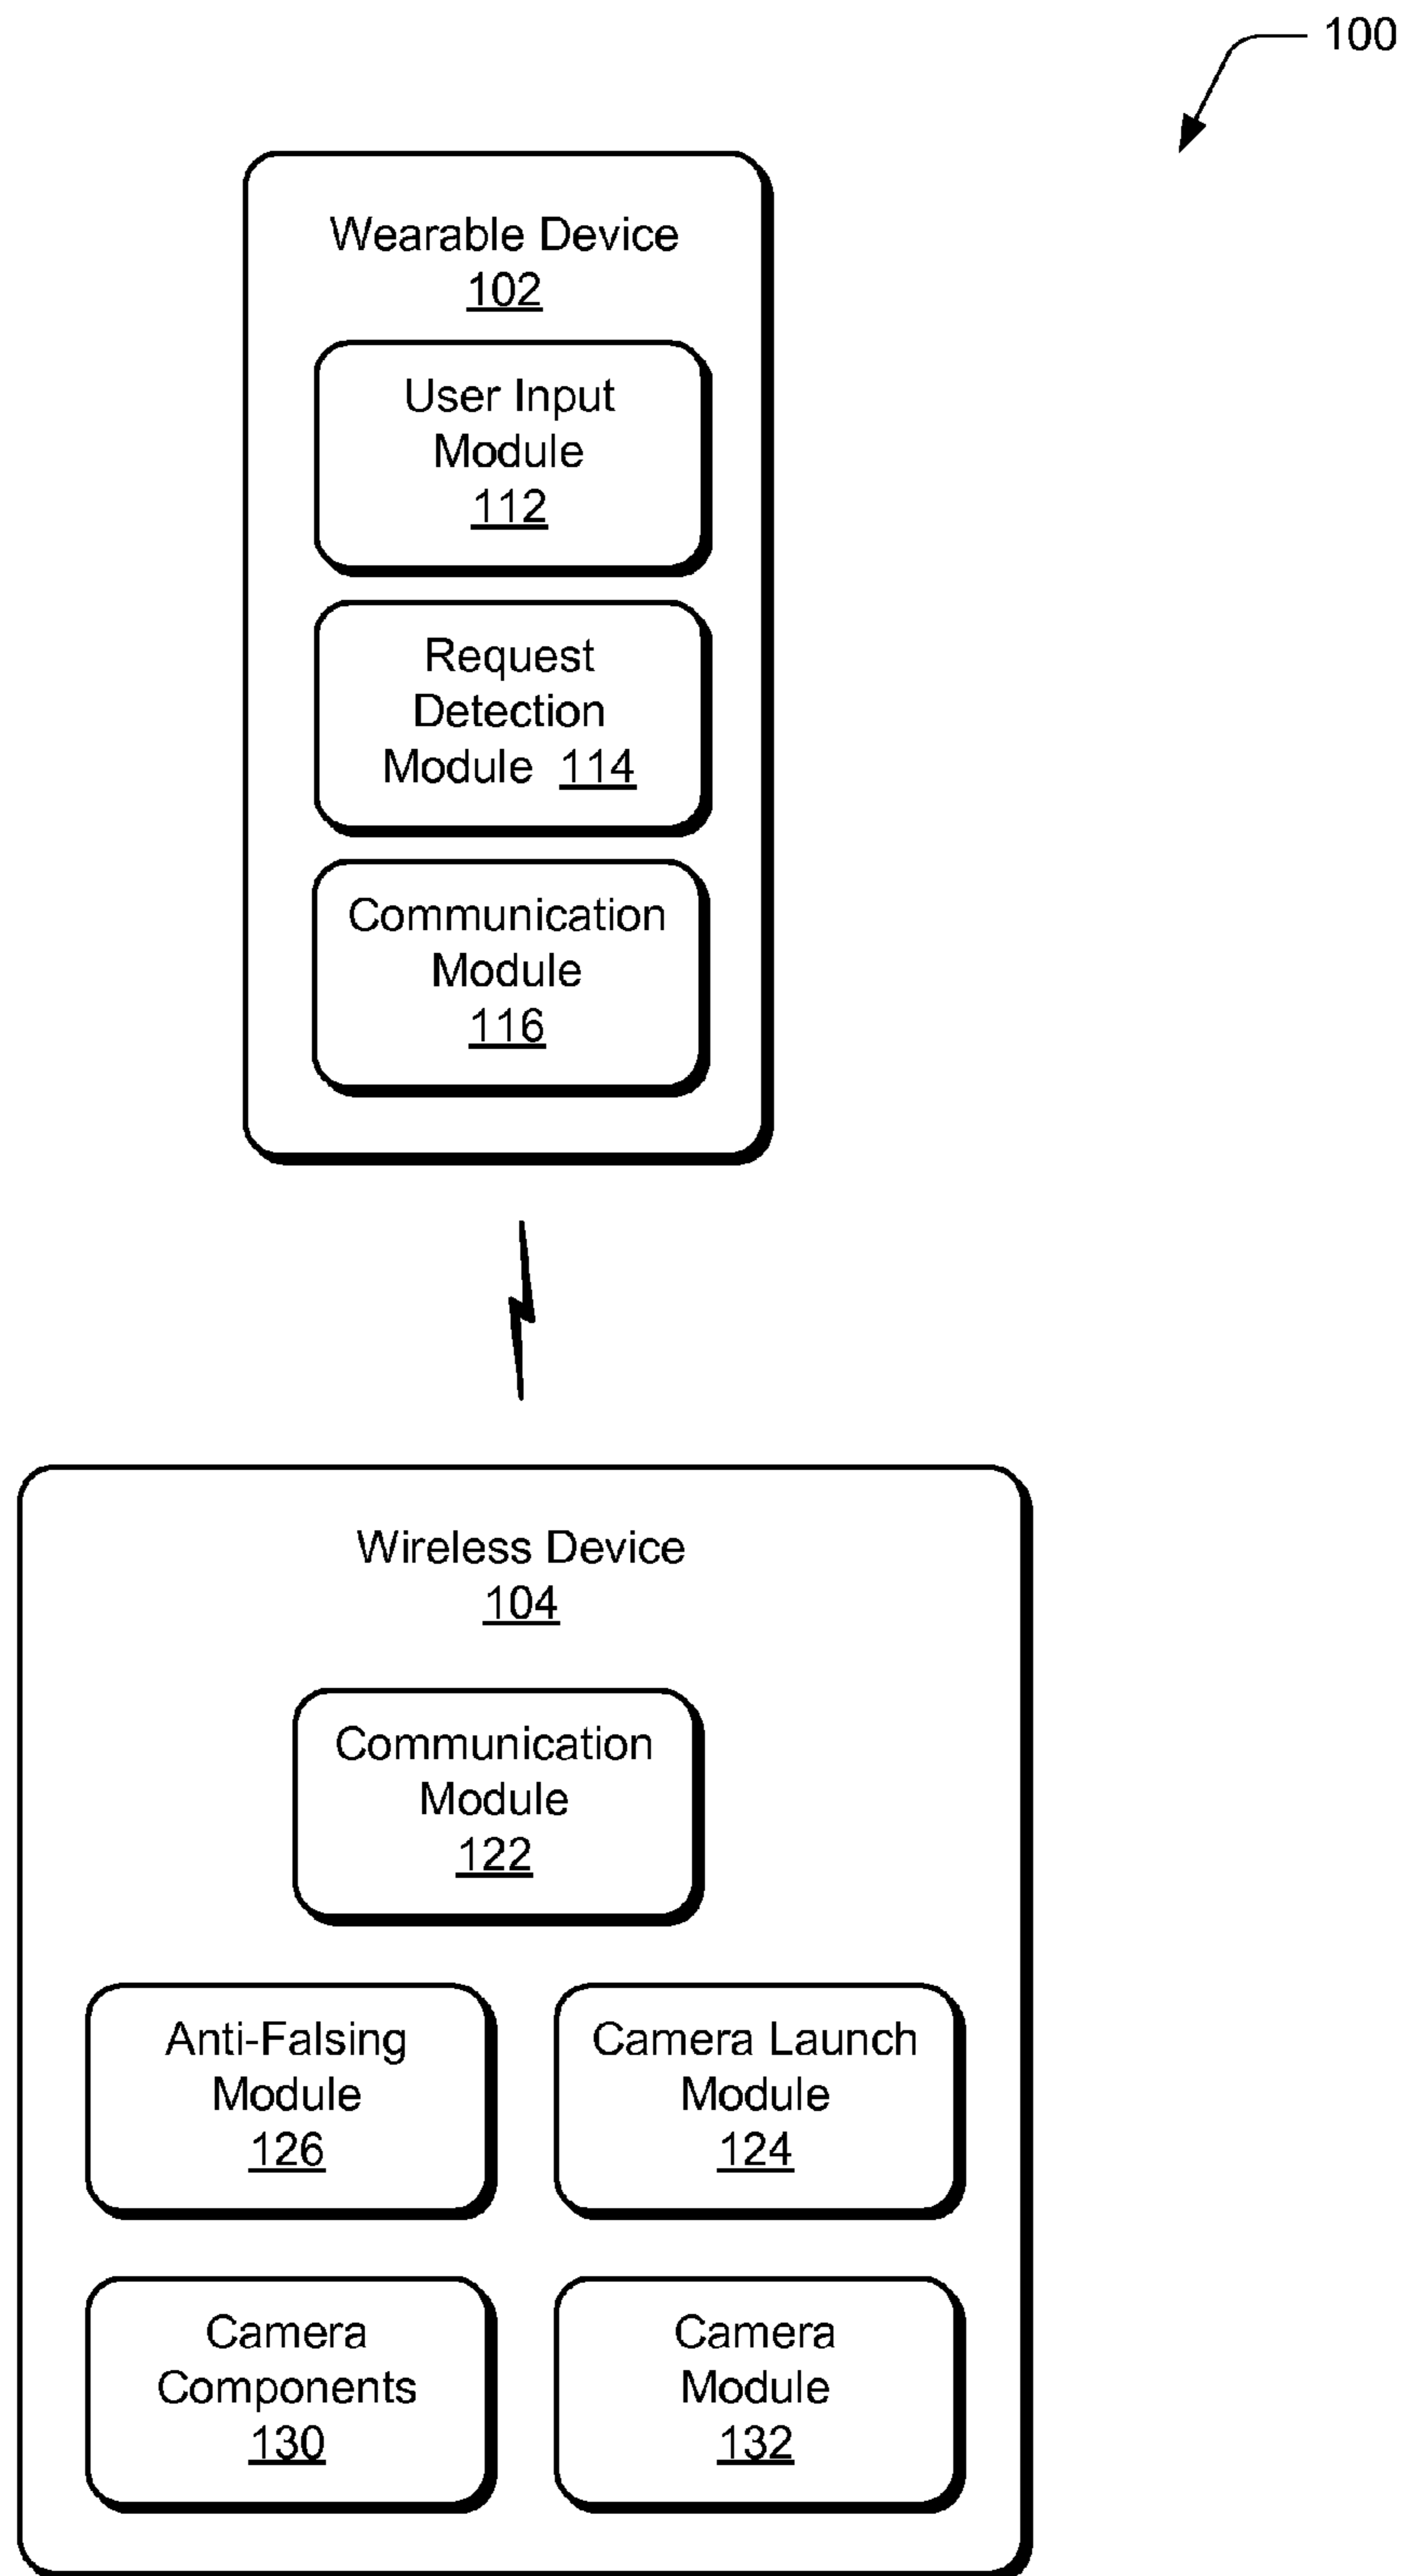 100
Wearable Device
102
User Input
Module
112
Request
Detection
Module 114
Communication
Module
116
Wireless Device
104
Communication
Module
122
Anti-Falsing
Module
126
Camera Launch
Module
124
Camera
Components
130
Camera
Module
132